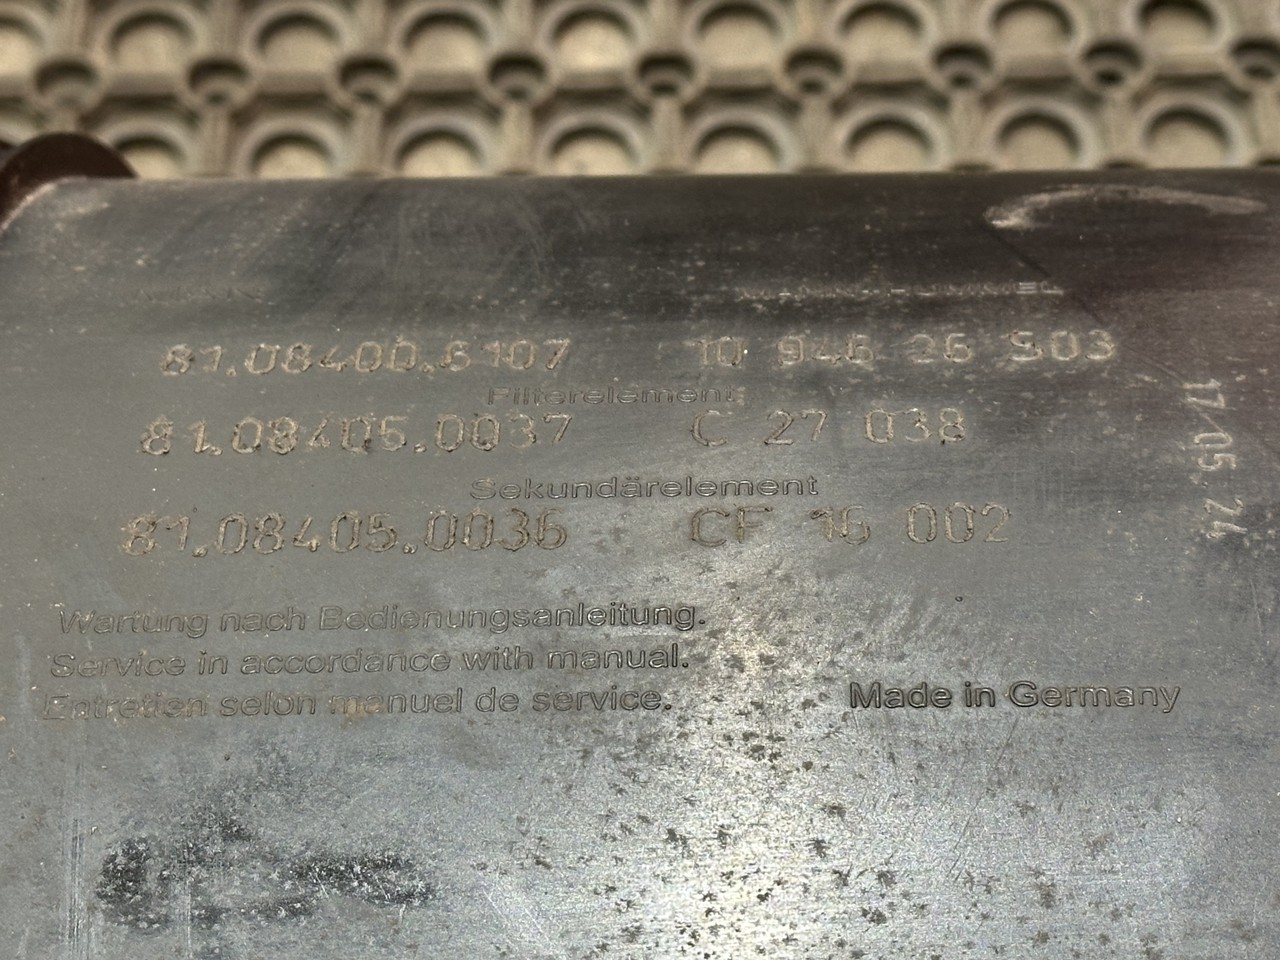 81.08400.6107 10 946 26 S03
Filterelement
81.08405.0037 C 27 038
Sekundärelement
81.08405.0036 CF 16 002
17/05. 24
Wartung nach Bedienungsanleitung.
Service in accordance with manual.
Entretien selon manuel de service.
Made in Germany